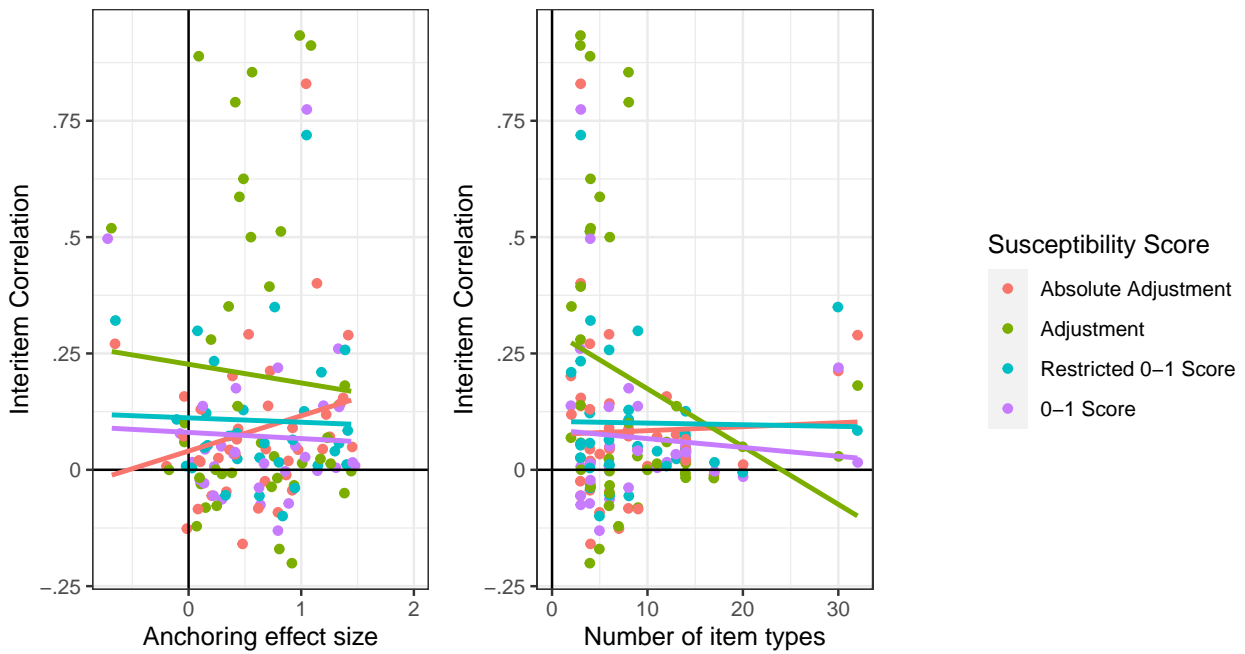 Interitem Correlation
.75
.5
.25
0
−.25
0
1
2
Anchoring effect size
Interitem Correlation
.75
.5
.25
0
−.25
0
10
20
30
Number of item types
Susceptibility Score
Absolute Adjustment
Adjustment
Restricted 0−1 Score
0−1 Score